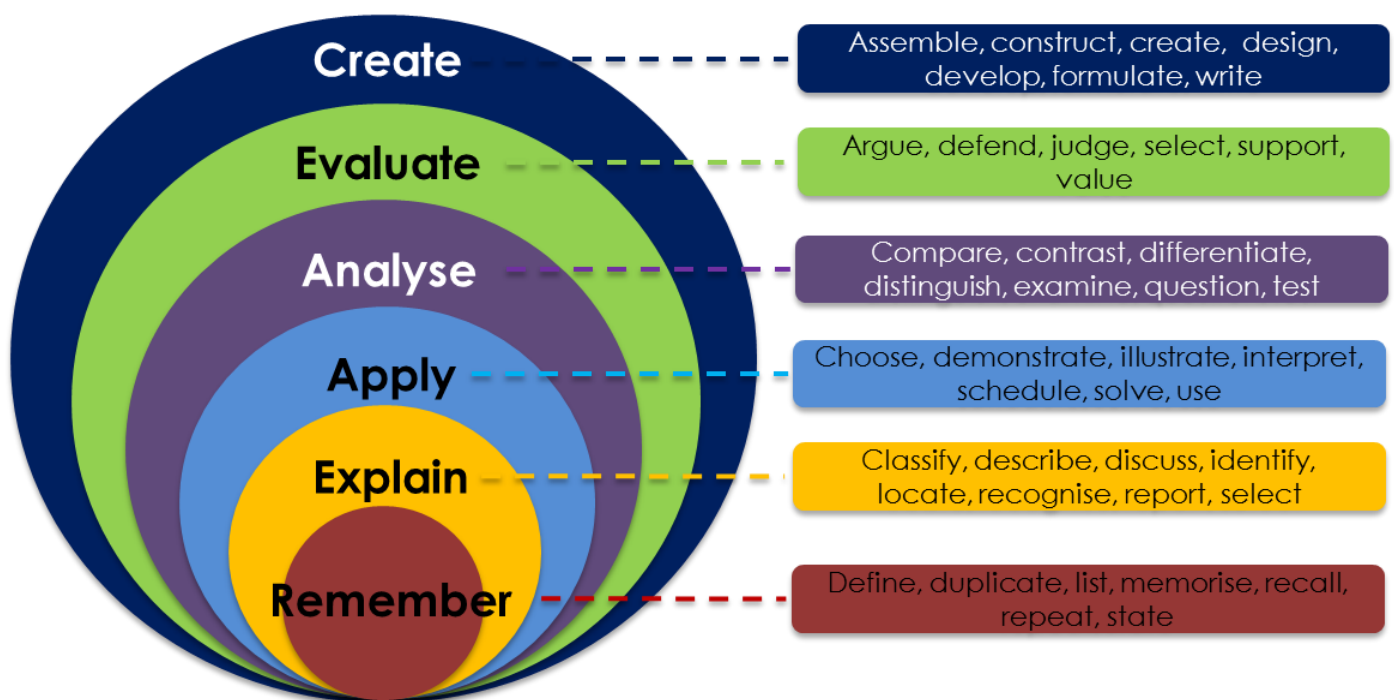 Create
Assemble, construct, create, design,
develop, formulate, write
Evaluate
Argue, defend, judge, select, support,
value
Analyse
Compare, contrast, differentiate,
distinguish, examine, question, test
Apply
Choose, demonstrate, illustrate, interpret,
schedule, solve, use
Explain
Classify, describe, discuss, identify,
locate, recognise, report, select
Remember
Define, duplicate, list, memorise, recall,
repeat, state